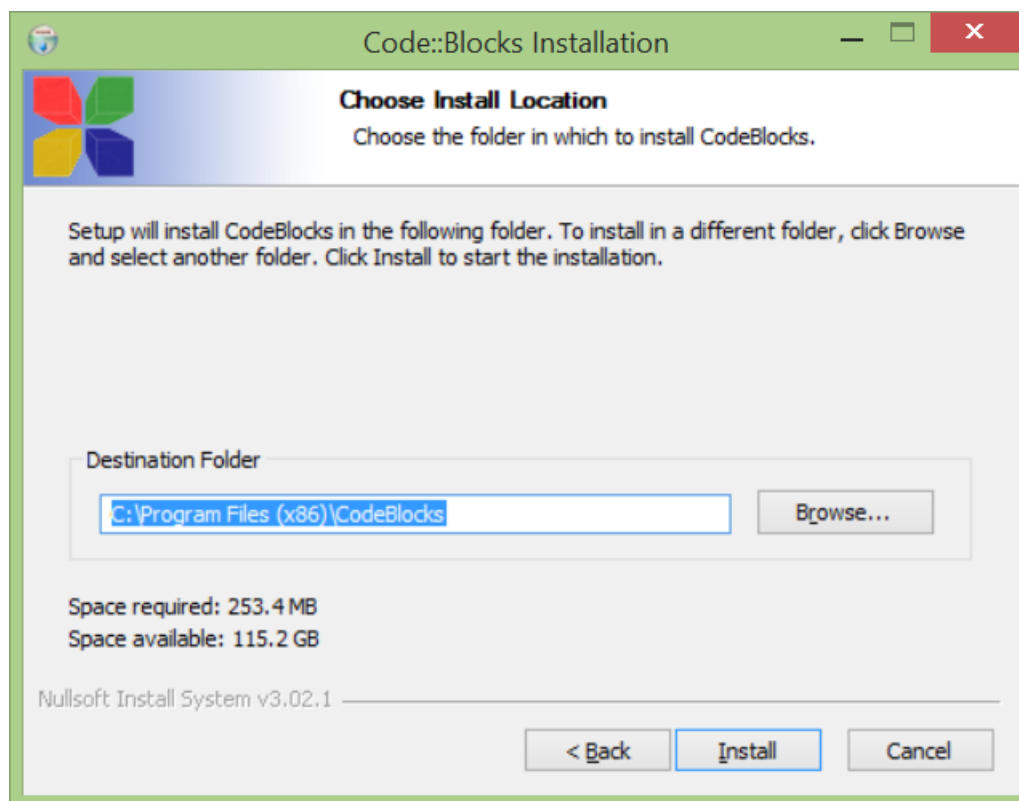 Code::Blocks Installation
Choose Install Location
Choose the folder in which to install CodeBlocks.
Setup will install CodeBlocks in the following folder. To install in a different folder, click Browse
and select another folder. Click Install to start the installation.
Destination Folder
C:\Program Files (x86)\CodeBlocks
Browse...
Space required: 253.4 MB
Space available: 115.2 GB
Nullsoft Install System v3.02.1
< Back
Install
Cancel